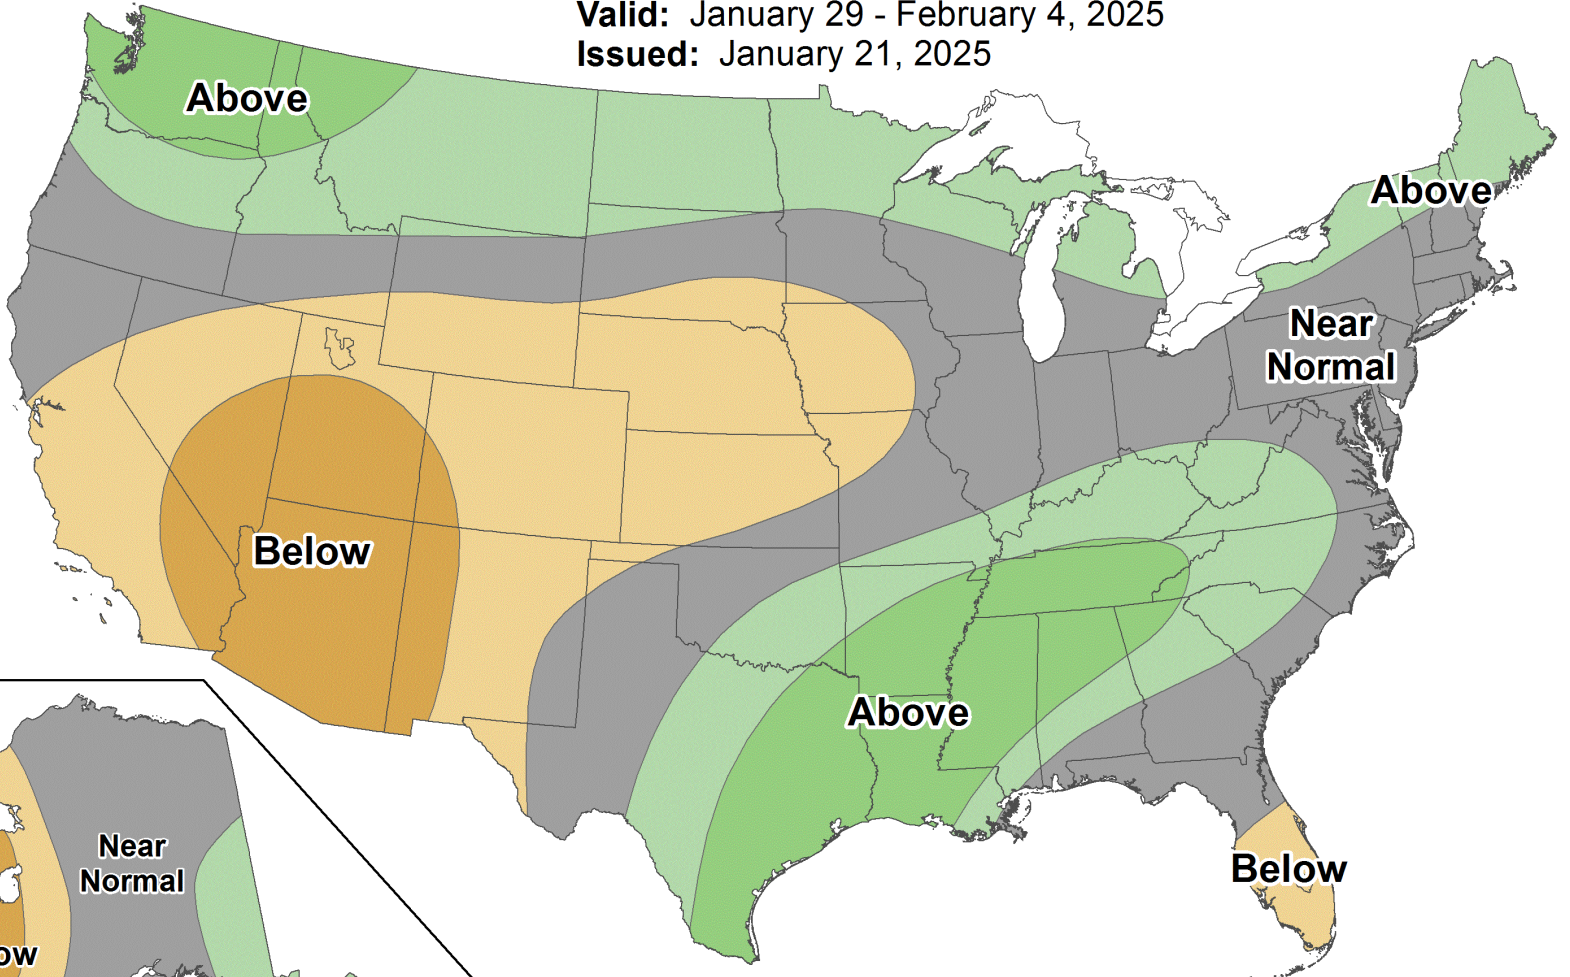 Valid: January 29 - February 4, 2025
Issued: January 21, 2025
Above
Above
Near
Normal
Below
Above
Below
Near
Normal
ow